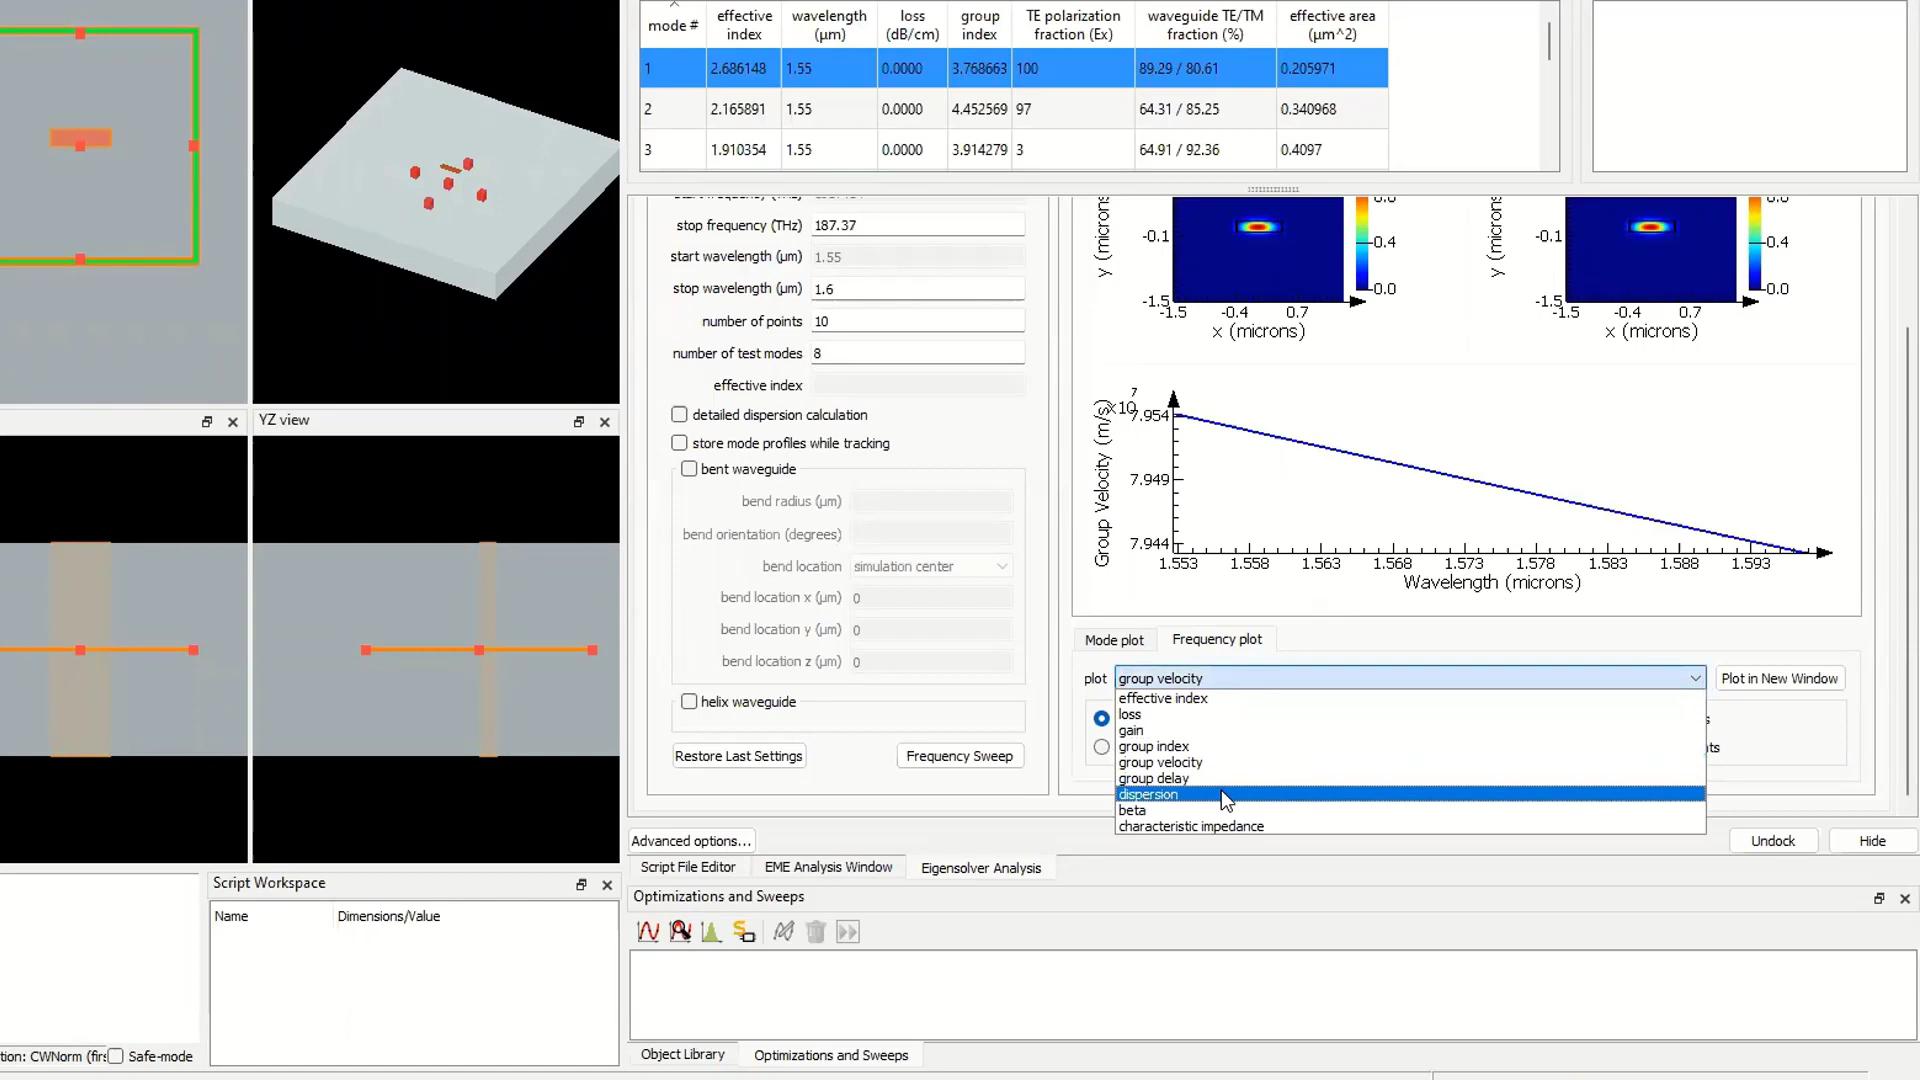 mode #
effective index
wavelength (µm)
loss (dB/cm)
group index
TE polarization fraction (Ex)
waveguide TE/TM fraction (%)
effective area (µm^2)
1 2.686148 1.55 0.0000 3.768663 100 89.29 / 80.61 0.205971
2 2.165891 1.55 0.0000 4.452569 97 64.31 / 85.25 0.340968
3 1.910354 1.55 0.0000 3.914279 3 64.91 / 92.36 0.4097
stop frequency (THz) 187.37
start wavelength (µm) 1.55
stop wavelength (µm) 1.6
number of points 10
number of test modes 8
effective index
detailed dispersion calculation
store mode profiles while tracking
bent waveguide
bend radius (µm)
bend orientation (degrees)
bend location simulation center
bend location x (µm) 0
bend location y (µm) 0
bend location z (µm) 0
helix waveguide
Restore Last Settings
Frequency Sweep
y (microns)
-0.1
-1.5
-1.5 -0.4 0.7
x (microns)
-0.4
-0.0
y (microns)
-0.1
-1.5
-1.5 -0.4 0.7
x (microns)
-0.4
-0.0
Group Velocity (m/s)
x10
7
7.954
7.949
7.944
1.553 1.558 1.563 1.568 1.573 1.578 1.583 1.588 1.593
Wavelength (microns)
Mode plot
Frequency plot
plot group velocity
Plot in New Window
effective index
loss
gain
group index
group velocity
group delay
dispersion
beta
characteristic impedance
Advanced options...
Undock
Hide
Script File Editor
EME Analysis Window
Eigensolver Analysis
Optimizations and Sweeps
Object Library
Optimizations and Sweeps
YZ view
Script Workspace
Name
Dimensions/Value
tion: CWNorm (firs
Safe-mode